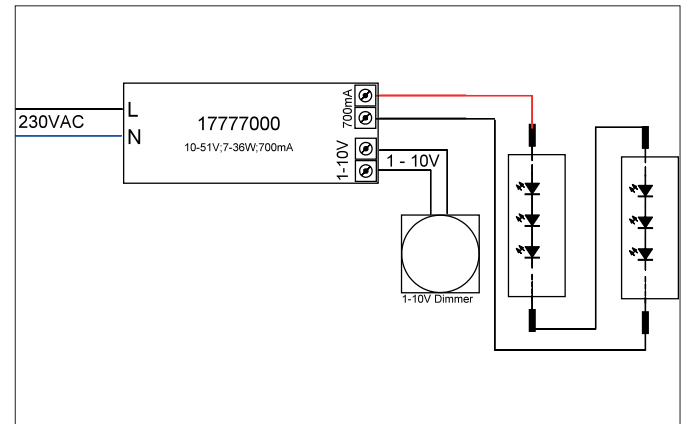 230VAC
L
N
17777000
10-51V;7-36W;700mA
700mA
1-10V
1 - 10V
1-10V Dimmer